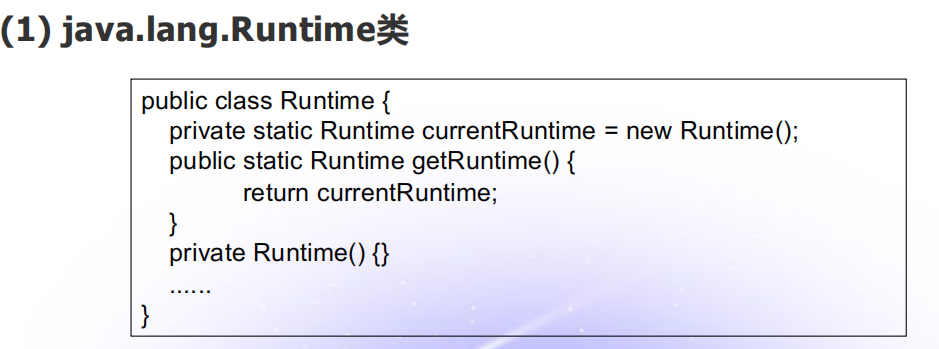 (1) java.lang.Runtime类
public class Runtime {
private static Runtime currentRuntime = new Runtime();
public static Runtime getRuntime() {
return currentRuntime;
}
private Runtime() {}
......
}